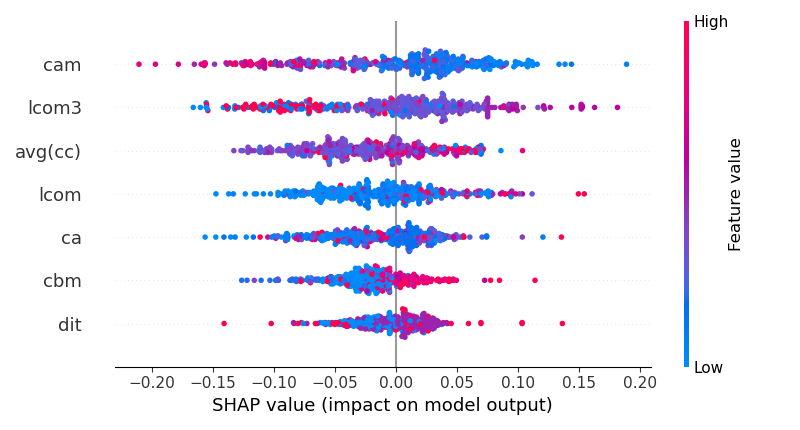 High
cam
lcom3
avg(cc)
lcom
ca
cbm
dit
Feature value
Low
−0.20 −0.15 −0.10 −0.05 0.00 0.05 0.10 0.15 0.20
SHAP value (impact on model output)